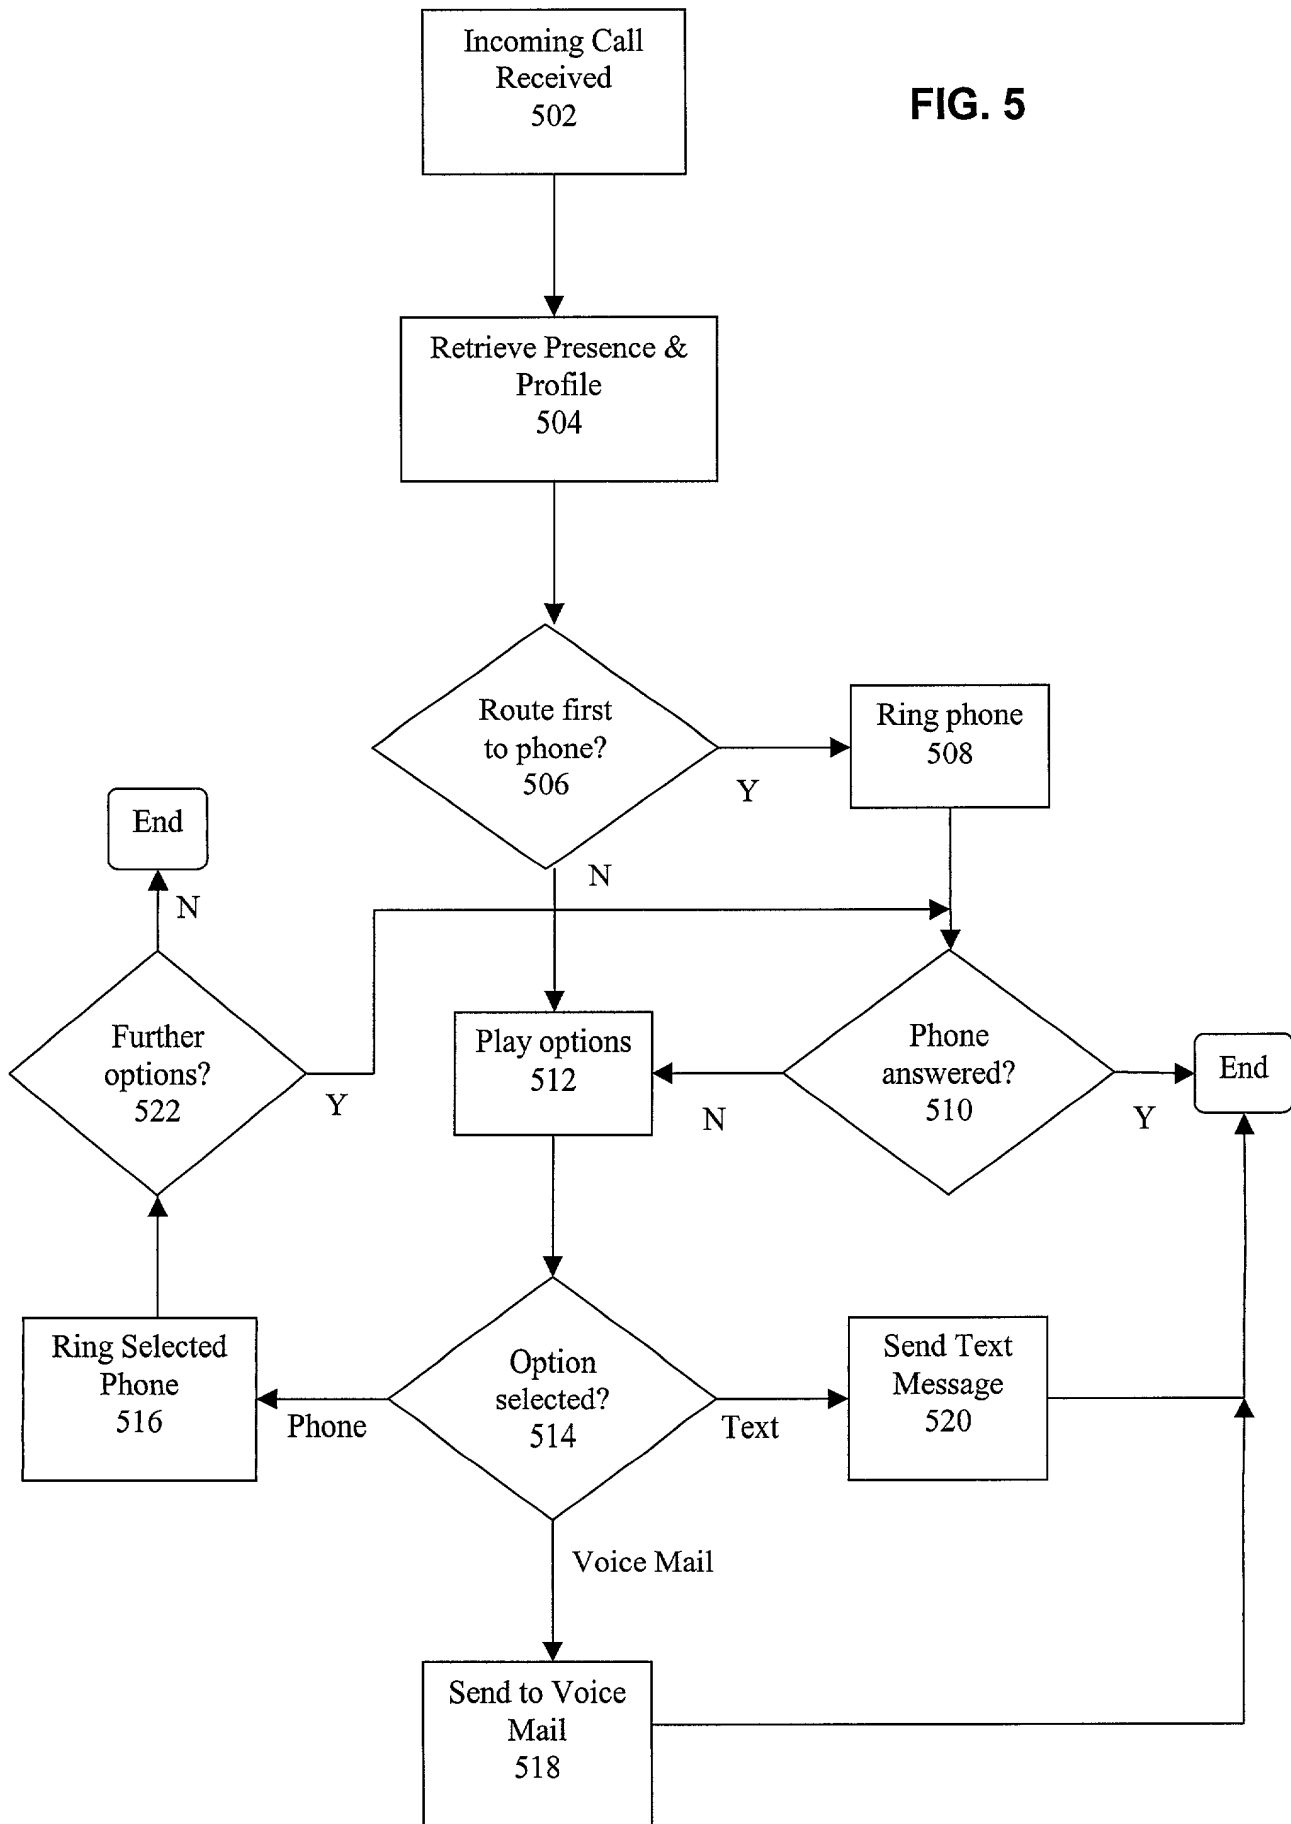 Incoming Call
Received
502
FIG. 5
Retrieve Presence &
Profile
504
Route first
to phone?
506
Y
N
Ring phone
508
End
N
Further
options?
522
Y
Play options
512
N
Phone
answered?
510
Y
End
Ring Selected
Phone
516
Phone
Option
selected?
514
Text
Send Text
Message
520
Voice Mail
Send to Voice
Mail
518